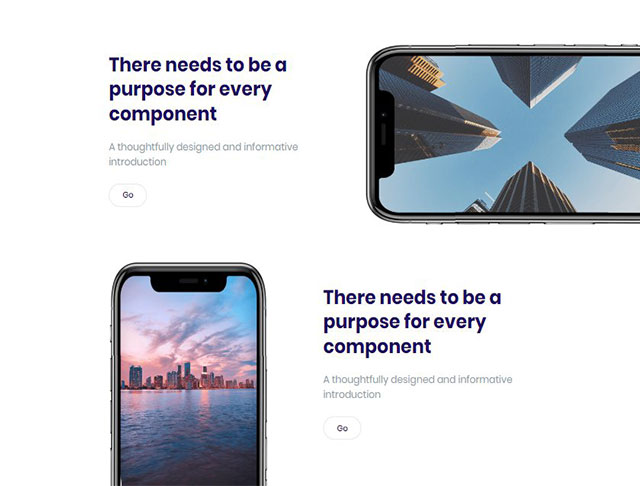 There needs to be a
purpose for every
component
A thoughtfully designed and informative
introduction
Go
There needs to be a
purpose for every
component
A thoughtfully designed and informative
introduction
Go